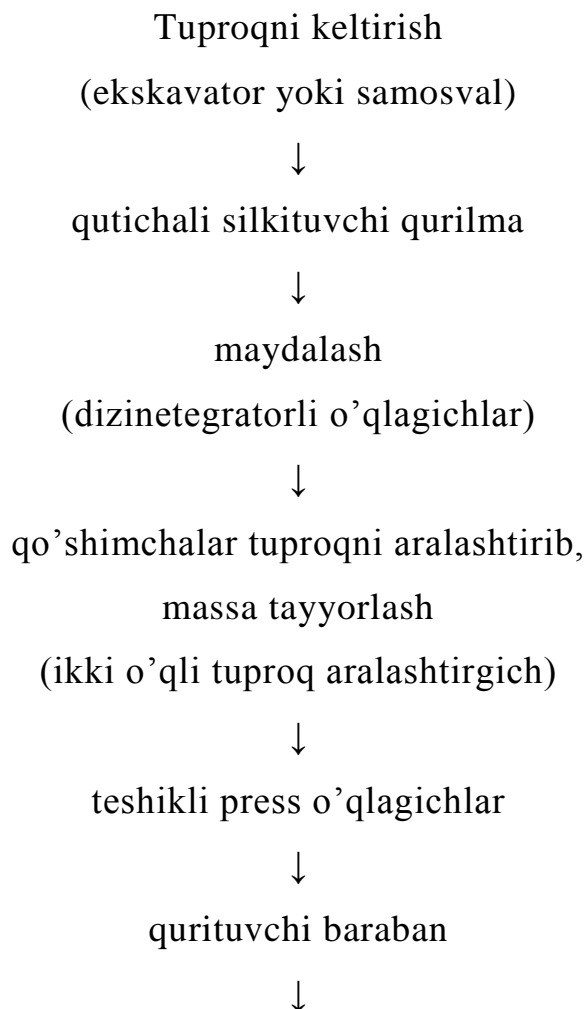 Tuproqni keltirish
(ekskavator yoki samosval)
↓
qutichali silkituvchi qurilma
↓
maydalash
(dizinetegratorli o’qlagichlar)
↓
qo’shimchalar tuproqni aralashtirib,
massa tayyorlash
(ikki o’qli tuproq aralashtirgich)
↓
teshikli press o’qlagichlar
↓
qurituvchi baraban
↓